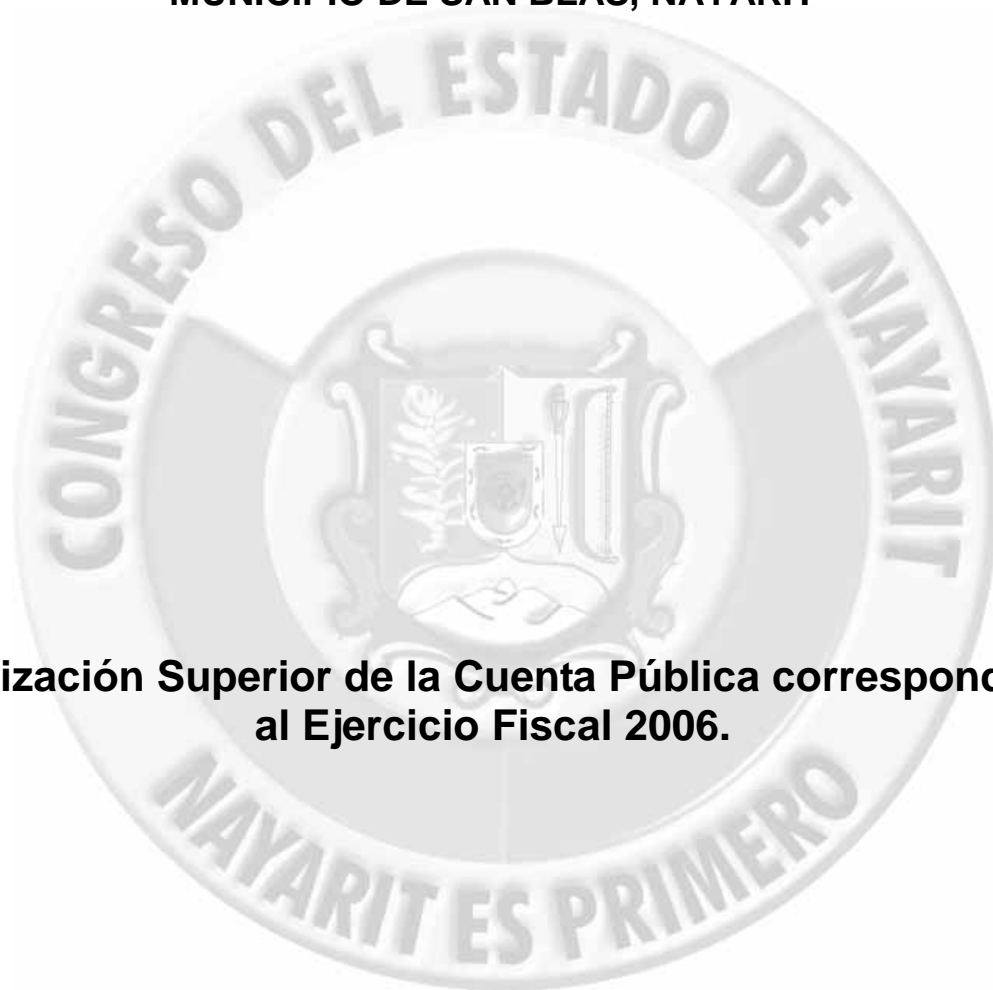 MUNICIPIO DE SAN BLAS, NAYARIT
CONGRESO DEL ESTADO DE NAYARIT
ización Superior de la Cuenta Pública correspond
al Ejercicio Fiscal 2006.
NAYARIT ES PRIMERO